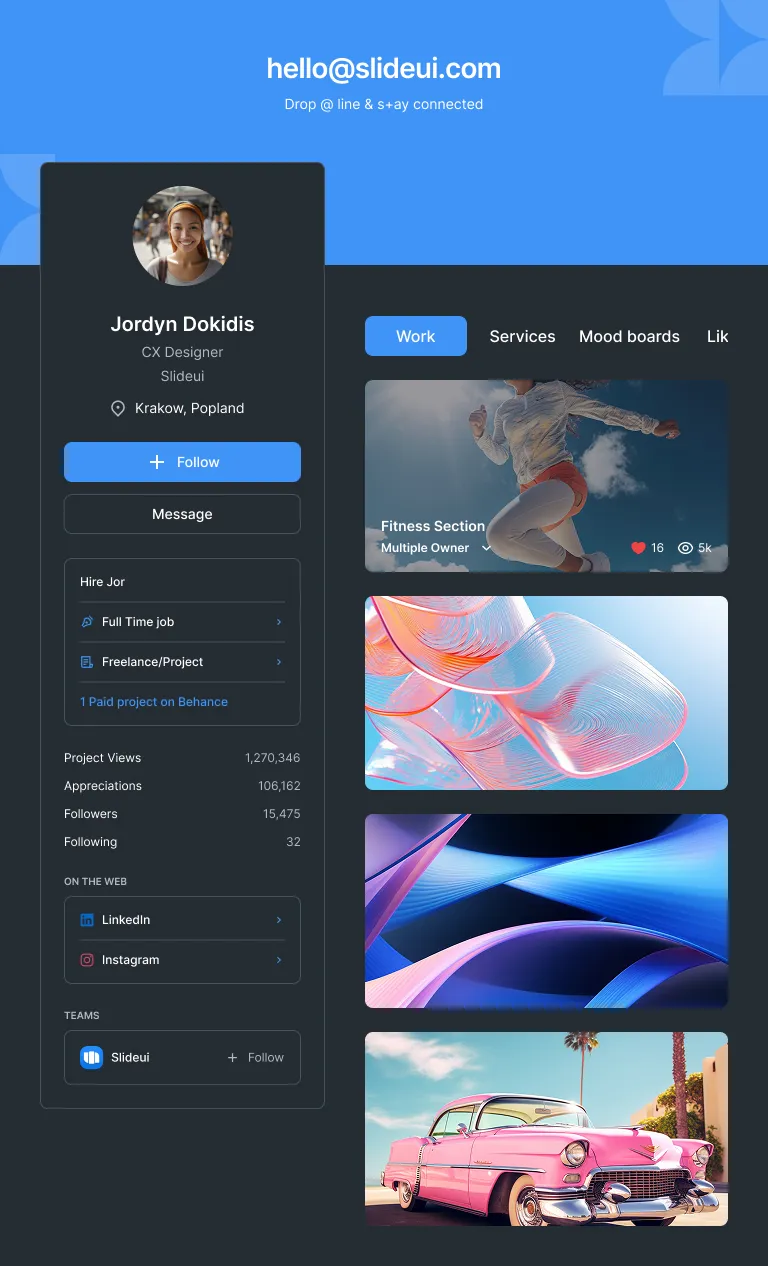 hello@slideui.com
Drop @ line & s+ay connected
Jordyn Dokidis
CX Designer
Slideui
Krakow, Popland
Follow
Message
Hire Jor
Full Time job
Freelance/Project
1 Paid project on Behance
Project Views 1,270,346
Appreciations 106,162
Followers 15,475
Following 32
ON THE WEB
LinkedIn
Instagram
TEAMS
Slideui + Follow
Work Services Mood boards Lik
Fitness Section
Multiple Owner 16 5k